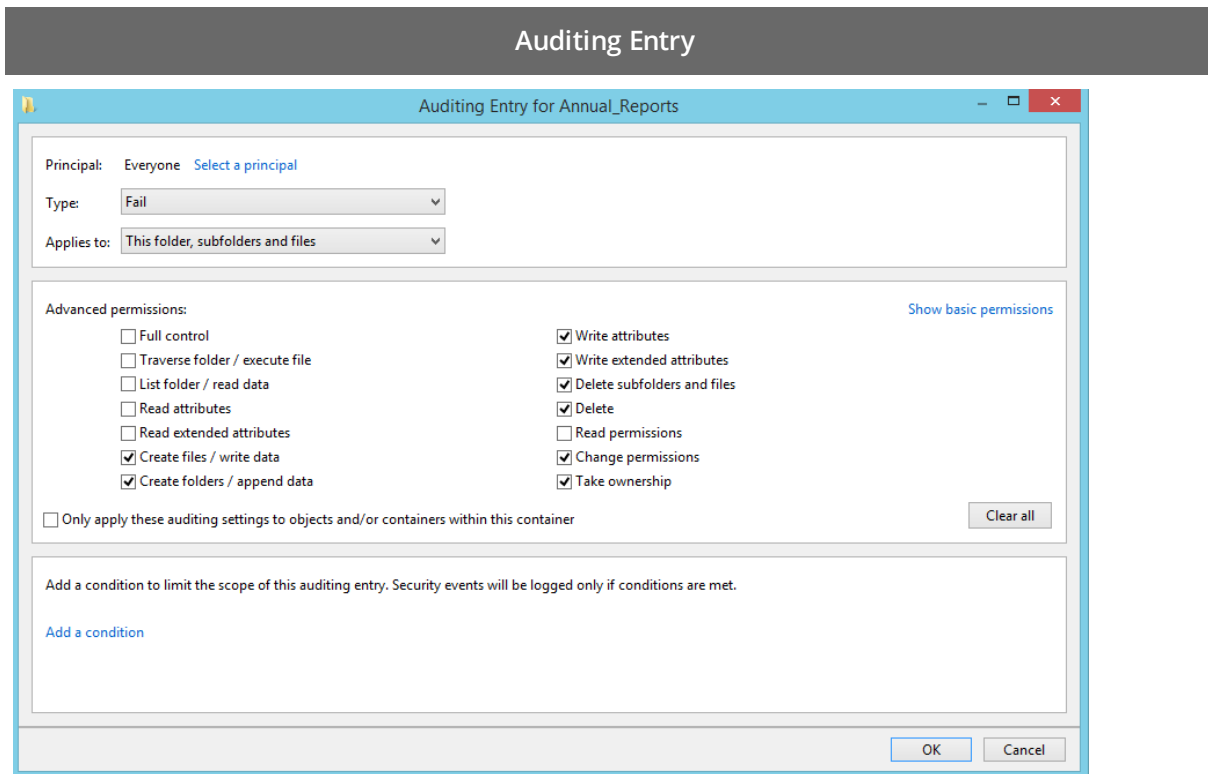 Auditing Entry
Auditing Entry for Annual_Reports
Principal: Everyone Select a principal
Type: Fail
Applies to: This folder, subfolders and files
Advanced permissions: Show basic permissions
Full control
Traverse folder / execute file
List folder / read data
Read attributes
Read extended attributes
Create files / write data
Create folders / append data
Write attributes
Write extended attributes
Delete subfolders and files
Delete
Read permissions
Change permissions
Take ownership
Only apply these auditing settings to objects and/or containers within this container
Clear all
Add a condition to limit the scope of this auditing entry. Security events will be logged only if conditions are met.
Add a condition
OK Cancel